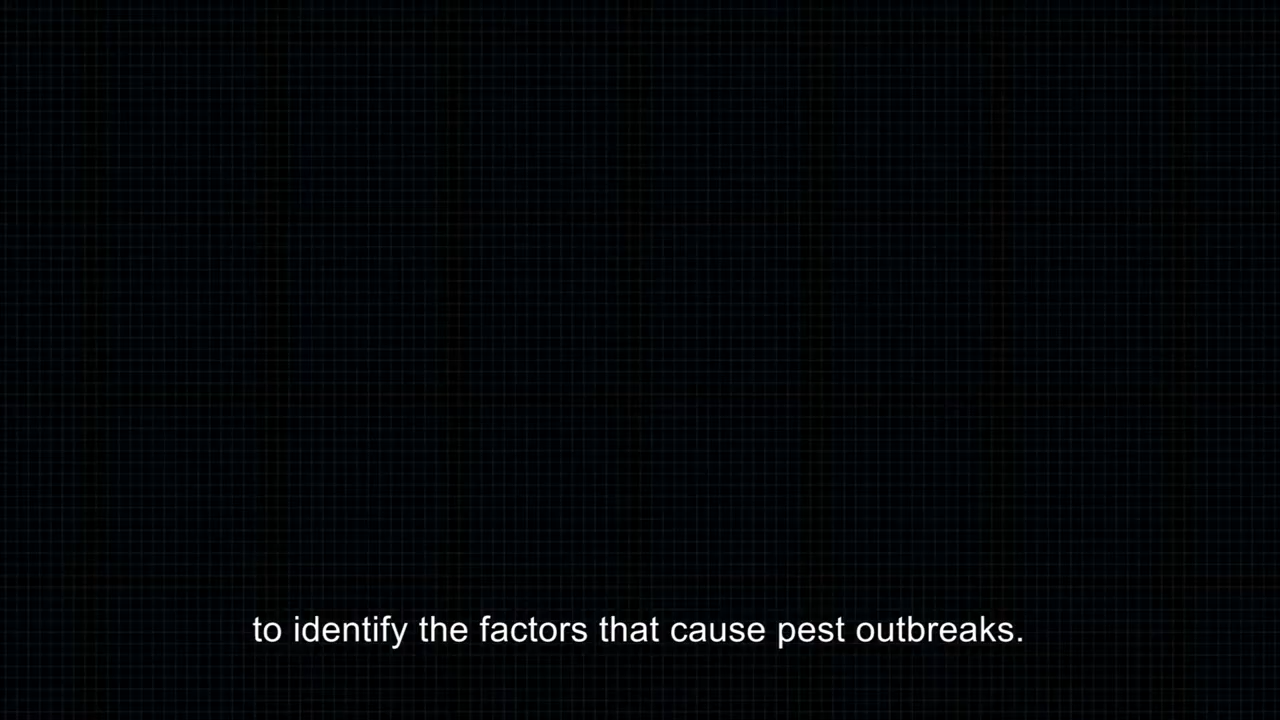 to identify the factors that cause pest outbreaks.